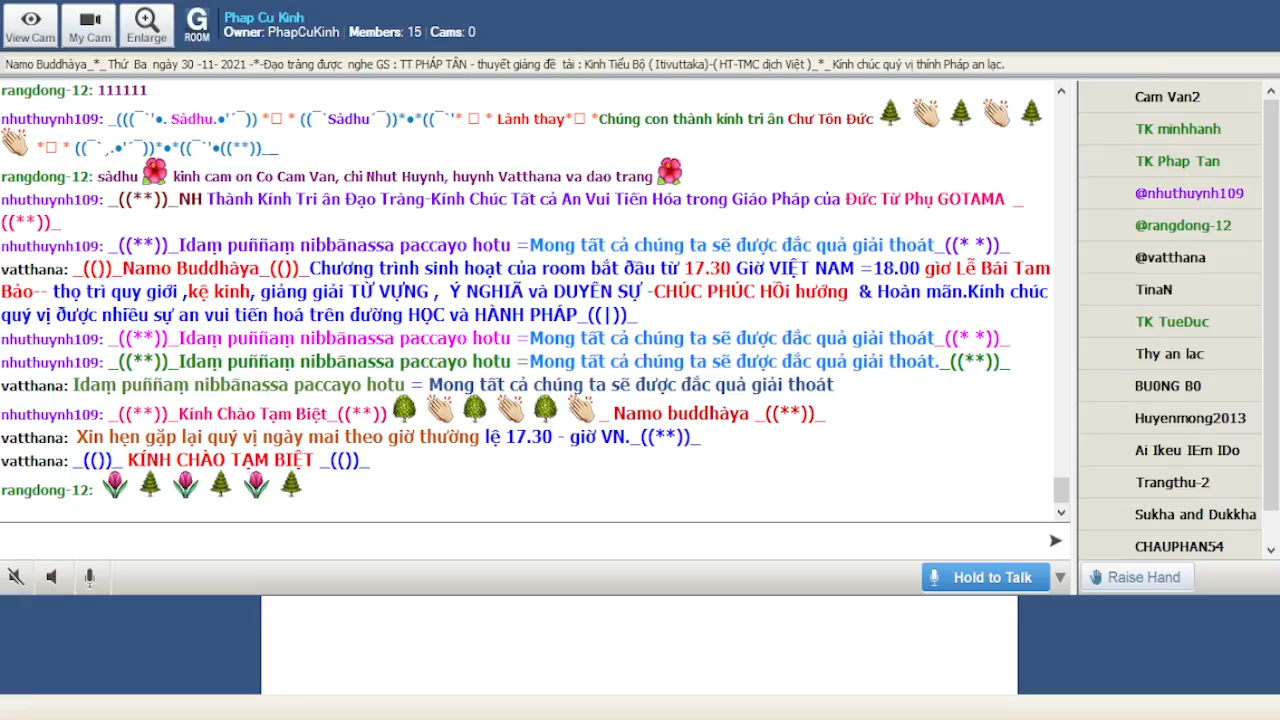 View Cam
My Cam
Enlarge
G
ROOM
Phap Cu Kinh
Owner: PhapCuKinh | Members: 15 | Cams: 0
Namo Buddhàya_*_Thứ Ba ngày 30 -11- 2021 -*-Đạo tràng được nghe GS : TT PHÁP TÂN - thuyết giảng đề tài : Kinh Tiểu Bộ ( Itivuttaka)-( HT-TMC dịch Việt )_*_ Kính chúc quý vị thính Pháp an lạc.
rangdong-12: 111111
nhuthuynh109: _(((¯`'•. Sàdhu.•'´¯)) * * ((¯`Sàdhu´¯))*•*((¯`'* * Lành thay* *Chúng con thành kính tri ân Chư Tôn Đức
* * ((¯`¸.•'´¯))*•*((¯`'•((**))__
rangdong-12: sàdhu kinh cam on Co Cam Van, chi Nhut Huynh, huynh Vatthana va dao trang
nhuthuynh109: _((**))_NH Thành Kính Tri ân Đạo Tràng-Kính Chúc Tất cả An Vui Tiến Hóa trong Giáo Pháp của Đức Từ Phụ GOTAMA _
((**))_
nhuthuynh109: _((**))_Idaṃ puññaṃ nibbānassa paccayo hotu =Mong tất cả chúng ta sẽ được đắc quả giải thoát_((* *))_
vatthana: _(())_Namo Buddhàya_(())_Chương trình sinh hoạt của room bắt đầu từ 17.30 Giờ VIỆT NAM =18.00 giờ Lễ Bái Tam
Bảo-- thọ trì quy giới ,kệ kinh, giảng giải TỪ VỰNG , Ý NGHIÃ và DUYÊN SỰ -CHÚC PHÚC HỒi hướng & Hoàn mãn.Kính chúc
quý vị được nhiều sự an vui tiến hoá trên đường HỌC và HÀNH PHÁP_((|))_
nhuthuynh109: _((**))_Idaṃ puññaṃ nibbānassa paccayo hotu =Mong tất cả chúng ta sẽ được đắc quả giải thoát_((* *))_
nhuthuynh109: _((**))_Idaṃ puññaṃ nibbānassa paccayo hotu =Mong tất cả chúng ta sẽ được đắc quả giải thoát._((**))_
vatthana: Idaṃ puññaṃ nibbānassa paccayo hotu = Mong tất cả chúng ta sẽ được đắc quả giải thoát
nhuthuynh109: _((**))_Kính Chào Tạm Biệt_((**)) _ Namo buddhàya _((**))_
vatthana: Xin hẹn gặp lại quý vị ngày mai theo giờ thường lệ 17.30 - giờ VN._((**))_
vatthana: _(())_ KÍNH CHÀO TẠM BIỆT _(())_
rangdong-12:
Hold to Talk
Cam Van2
TK minhhanh
TK Phap Tan
@nhuthuynh109
@rangdong-12
@vatthana
TinaN
TK TueDuc
Thy an lac
BU0NG B0
Huyenmong2013
Ai Ikeu IEm IDo
Trangthu-2
Sukha and Dukkha
CHAUPHAN54
Raise Hand